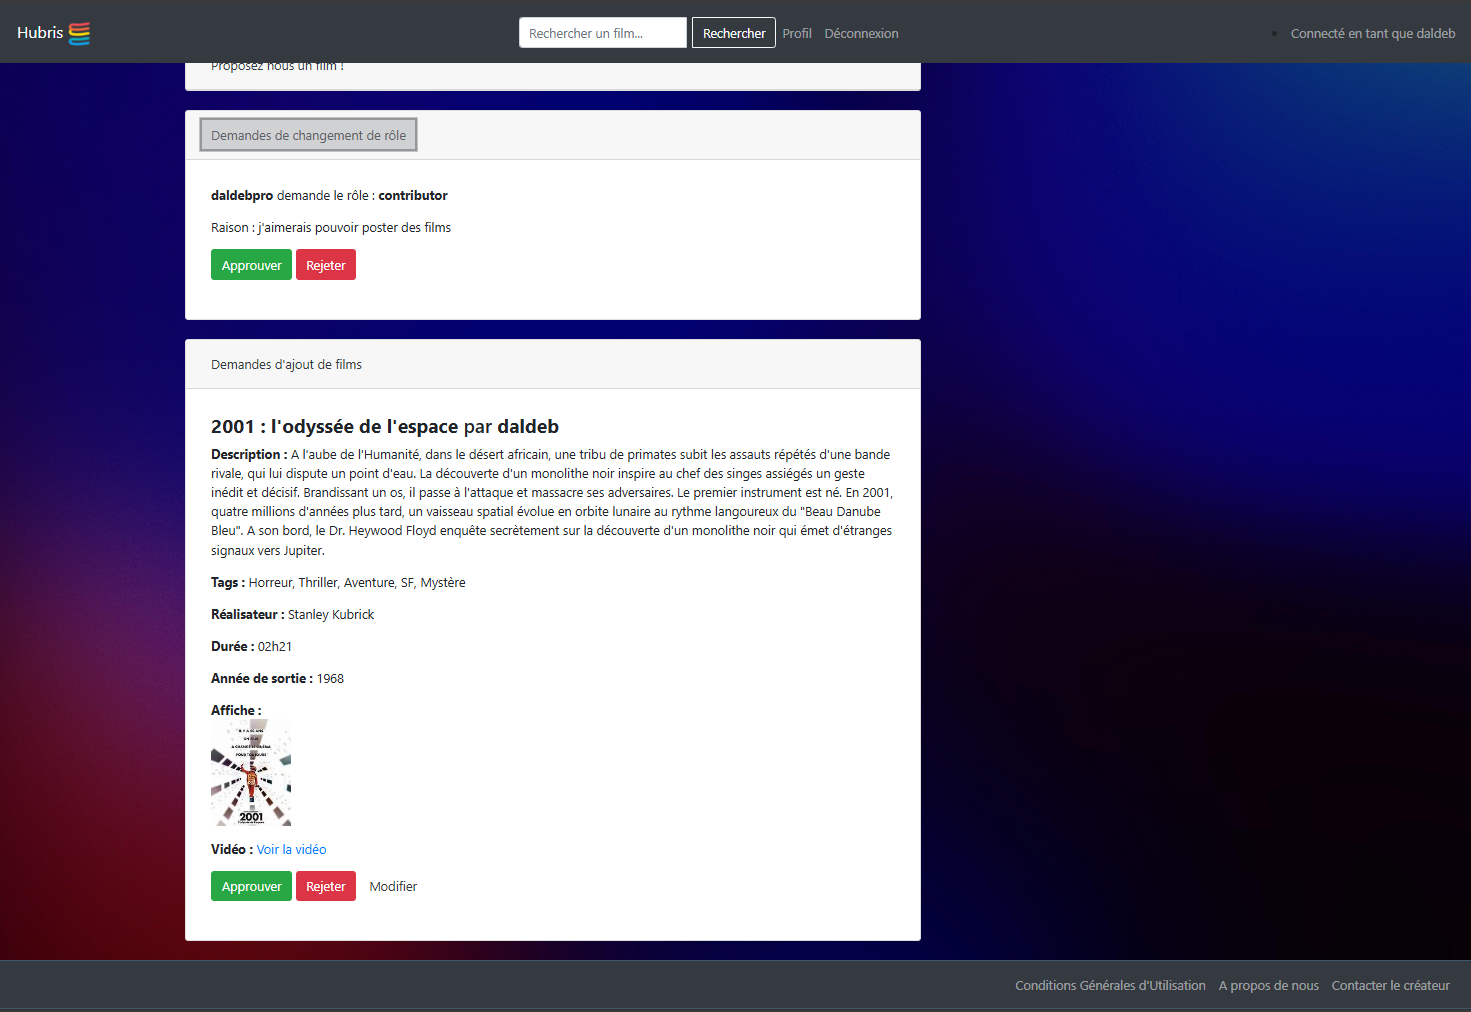 Hubris
Rechercher un film...
Rechercher
Profil
Déconnexion
Connecté en tant que daldeb
Proposez nous un film !
Demandes de changement de rôle
daldebpro demande le rôle : contributor
Raison : j'aimerais pouvoir poster des films
Approuver
Rejeter
Demandes d'ajout de films
2001 : l'odyssée de l'espace par daldeb
Description : A l'aube de l'Humanité, dans le désert africain, une tribu de primates subit les assauts répétés d'une bande
rivale, qui lui dispute un point d'eau. La découverte d'un monolithe noir inspire au chef des singes assiégés un geste
inédit et décisif. Brandissant un os, il passe à l'attaque et massacre ses adversaires. Le premier instrument est né. En 2001,
quatre millions d'années plus tard, un vaisseau spatial évolue en orbite lunaire au rythme langoureux du "Beau Danube
Bleu". A son bord, le Dr. Heywood Floyd enquête secrètement sur la découverte d'un monolithe noir qui émet d'étranges
signaux vers Jupiter.
Tags : Horreur, Thriller, Aventure, SF, Mystère
Réalisateur : Stanley Kubrick
Durée : 02h21
Année de sortie : 1968
Affiche :
2001
Vidéo : Voir la vidéo
Approuver
Rejeter
Modifier
Conditions Générales d'Utilisation
A propos de nous
Contacter le créateur